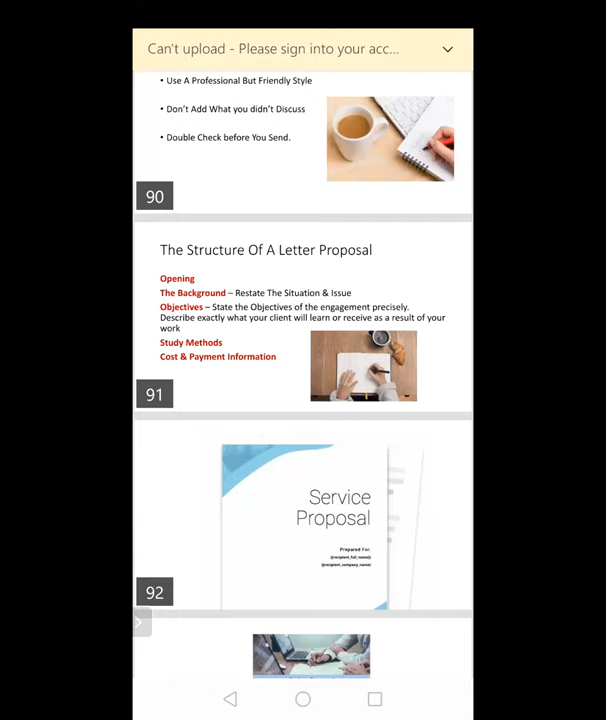 Can't upload - Please sign into your acc...
• Use A Professional But Friendly Style
• Don't Add What you didn't Discuss
• Double Check before You Send.
90
The Structure Of A Letter Proposal
Opening
The Background – Restate The Situation & Issue
Objectives – State the Objectives of the engagement precisely.
Describe exactly what your client will learn or receive as a result of your
work
Study Methods
Cost & Payment Information
91
Service
Proposal
Prepared For:
{{recipient_full_name}}
{{recipient_company_name}}
92